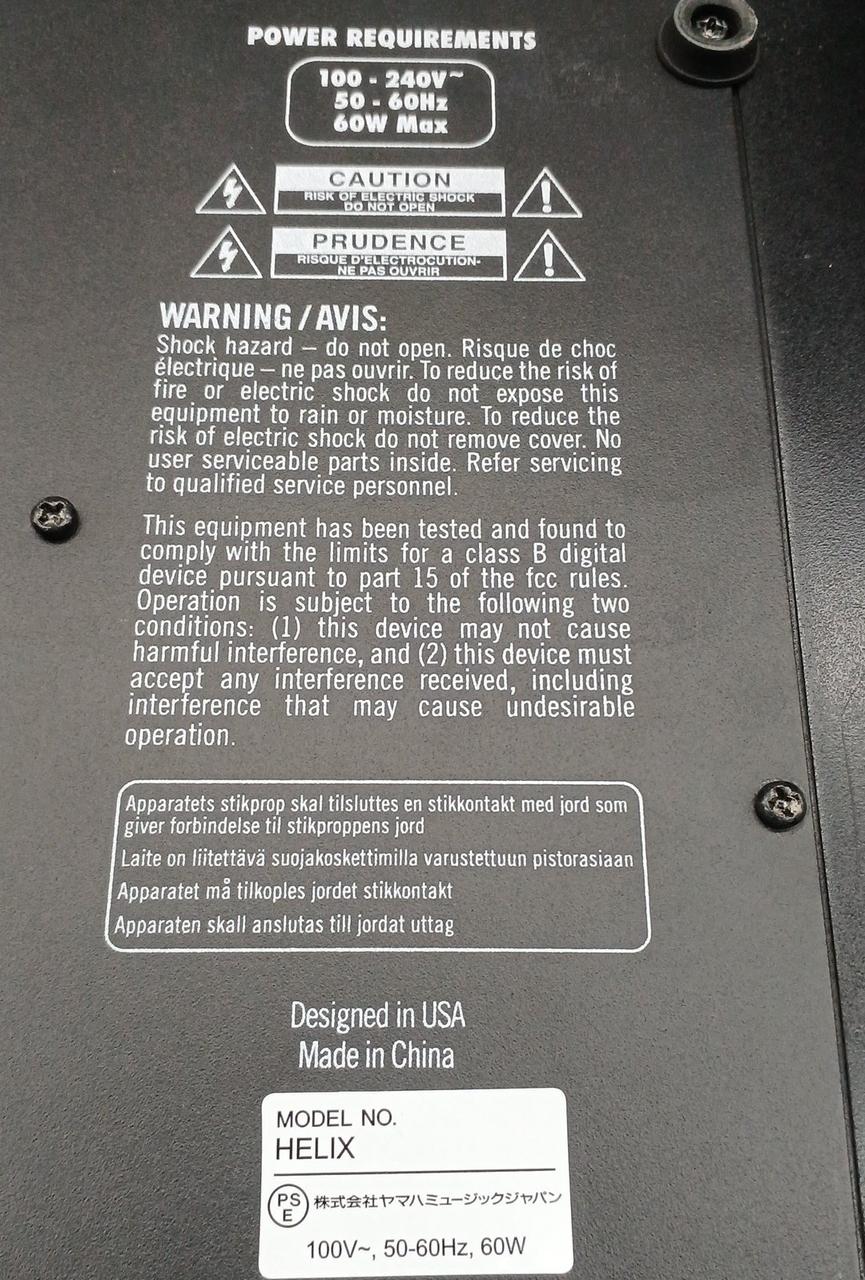 POWER REQUIREMENTS
100 - 240V~
50 - 60Hz
60W Max
CAUTION
RISK OF ELECTRIC SHOCK
DO NOT OPEN
PRUDENCE
RISQUE D'ELECTROCUTION-
NE PAS OUVRIR
WARNING / AVIS:
Shock hazard – do not open. Risque de choc
électrique – ne pas ouvrir. To reduce the risk of
fire or electric shock do not expose this
equipment to rain or moisture. To reduce the
risk of electric shock do not remove cover. No
user serviceable parts inside. Refer servicing
to qualified service personnel.
This equipment has been tested and found to
comply with the limits for a class B digital
device pursuant to part 15 of the fcc rules.
Operation is subject to the following two
conditions: (1) this device may not cause
harmful interference, and (2) this device must
accept any interference received, including
interference that may cause undesirable
operation.
Apparatets stikprop skal tilsluttes en stikkontakt med jord som
giver forbindelse til stikproppens jord
Laite on liitettävä suojakoskettimilla varustettuun pistorasiaan
Apparatet må tilkoples jordet stikkontakt
Apparaten skall anslutas till jordat uttag
Designed in USA
Made in China
MODEL NO.
HELIX
PS
E
株式会社ヤマハミュージックジャパン
100V~, 50-60Hz, 60W